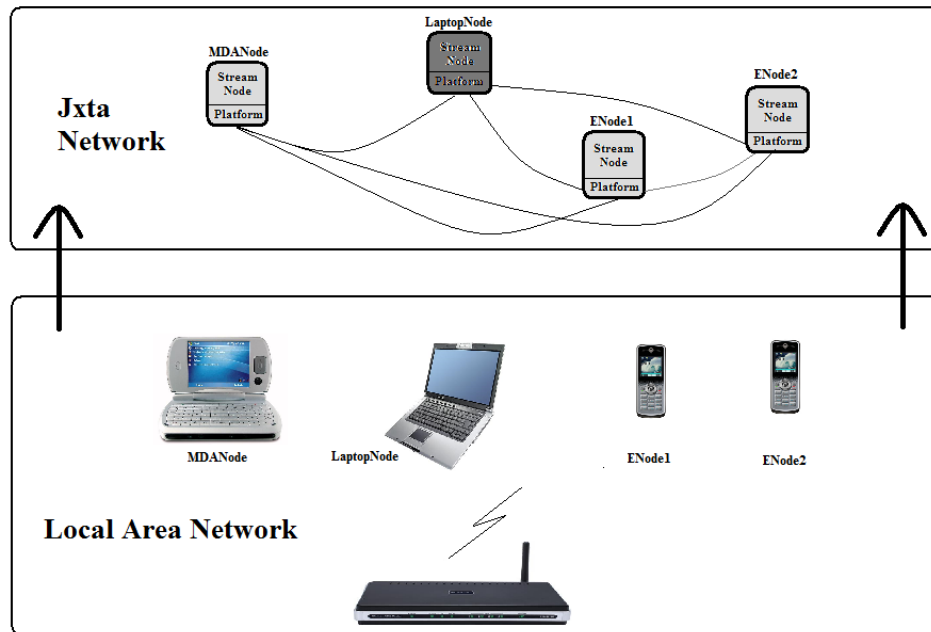 LaptopNode
MDANode
Stream
Node
Platform
Stream
Node
Platform
ENode2
Stream
Node
Platform
ENode1
Stream
Node
Platform
Jxta
Network
MDANode
LaptopNode
ENode1
ENode2
Local Area Network